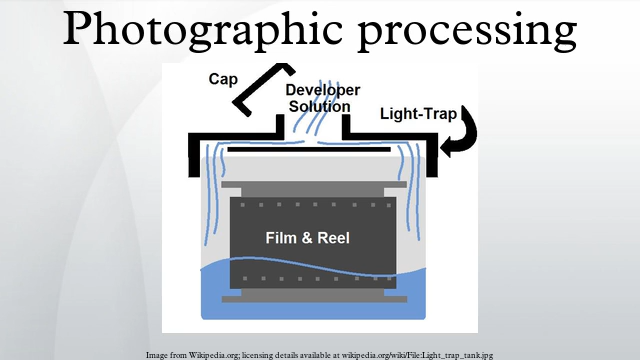 Photographic processing
Cap
Developer
Solution
Light-Trap
Film & Reel
Image from Wikipedia.org; licensing details available at wikipedia.org/wiki/File:Light_trap_tank.jpg